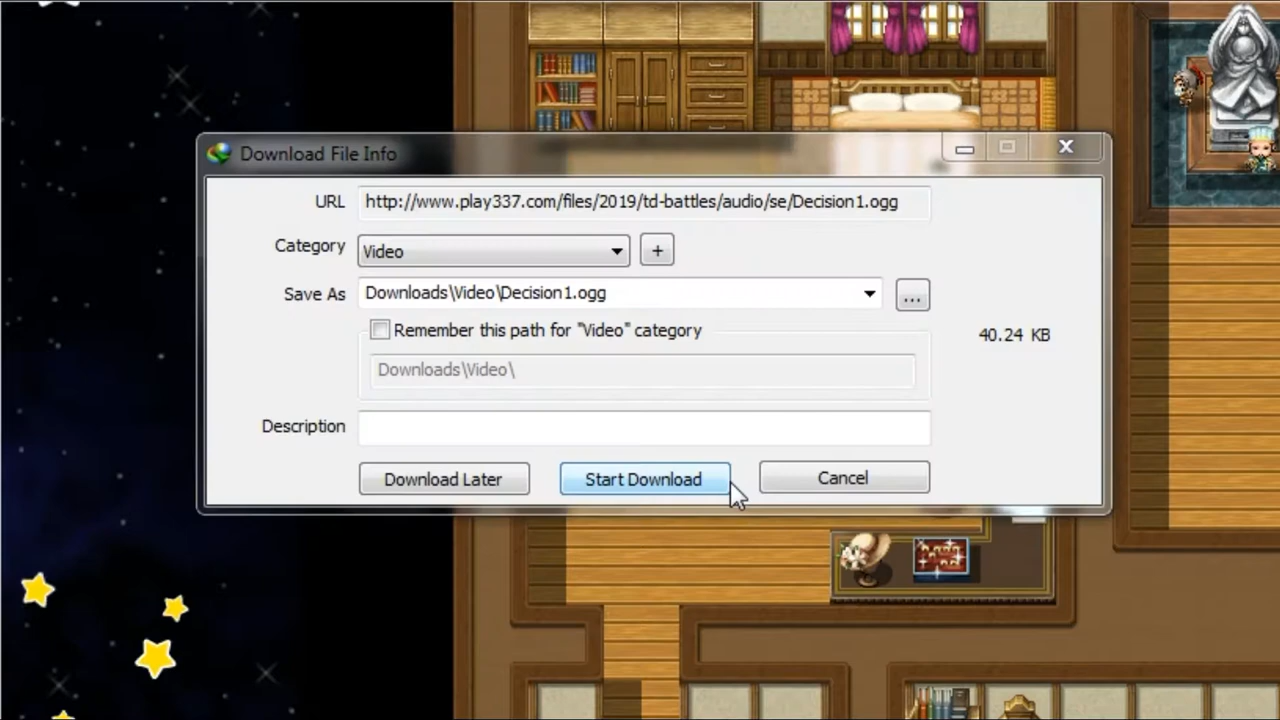 Download File Info
URL http://www.play337.com/files/2019/td-battles/audio/se/Decision1.ogg
Category Video +
Save As Downloads\Video\Decision1.ogg ...
Remember this path for "Video" category
40.24 KB
Downloads\Video\
Description
Download Later Start Download Cancel